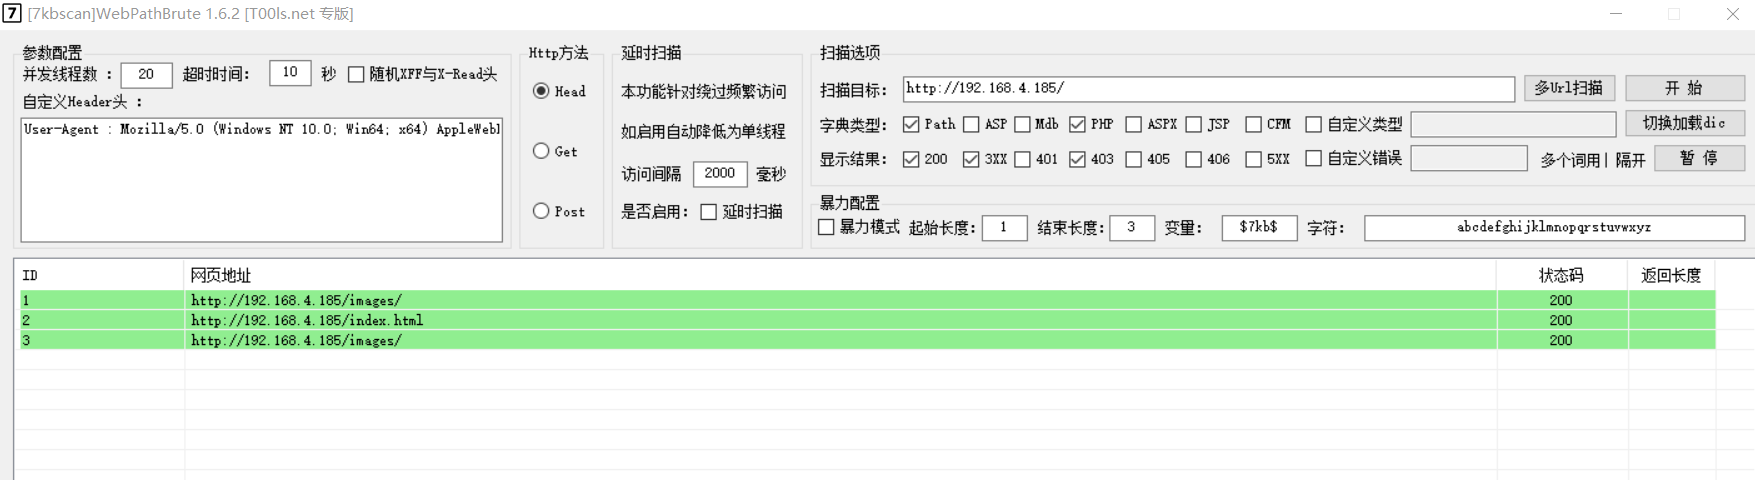 7 [7kbscan]WebPathBrute 1.6.2 [T00ls.net 专版]
参数配置
并发线程数 : 20 超时时间: 10 秒 随机XFF与X-Read头
自定义Header头 :
User-Agent : Mozilla/5.0 (Windows NT 10.0; Win64; x64) AppleWeb
Http方法
Head
Get
Post
延时扫描
本功能针对绕过频繁访问
如启用自动降低为单线程
访问间隔 2000 毫秒
是否启用: 延时扫描
扫描选项
扫描目标: http://192.168.4.185/ 多Url扫描 开 始
字典类型: Path ASP Mdb PHP ASPX JSP CFM 自定义类型 切换加载dic
显示结果: 200 3XX 401 403 405 406 5XX 自定义错误 多个词用| 隔开 暂 停
暴力配置
暴力模式 起始长度: 1 结束长度: 3 变量: $7kb$ 字符: abcdefghijklmnopqrstuvwxyz
ID 网页地址 状态码 返回长度
1 http://192.168.4.185/images/ 200
2 http://192.168.4.185/index.html 200
3 http://192.168.4.185/images/ 200